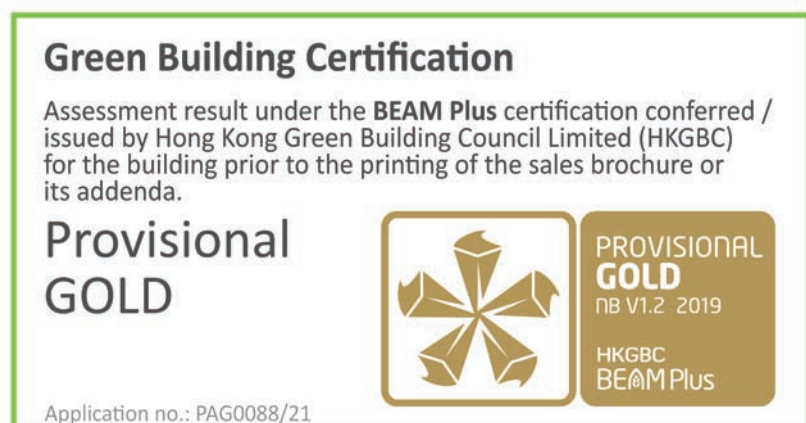 Green Building Certification
Assessment result under the BEAM Plus certification conferred /
issued by Hong Kong Green Building Council Limited (HKGBC)
for the building prior to the printing of the sales brochure or
its addenda.
Provisional
GOLD
PROVISIONAL
GOLD
NB V1.2 2019
HKGBC
BEAM Plus
Application no.: PAG0088/21